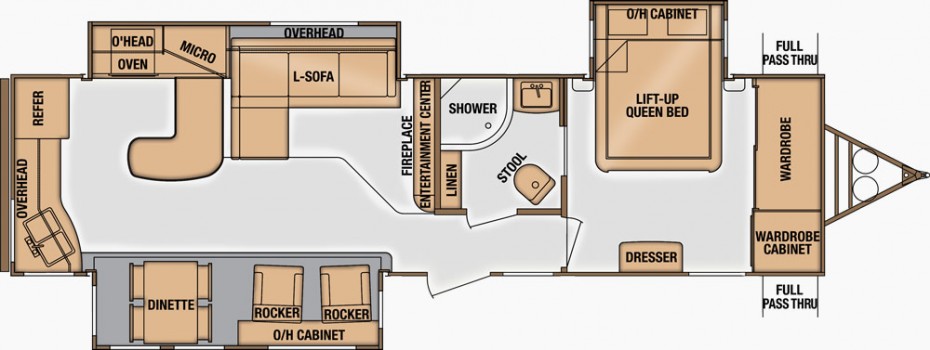 O/H CABINET
OVERHEAD
O'HEAD
OVEN
MICRO
L-SOFA
FULL
PASS THRU
REFER
OVERHEAD
FIREPLACE
ENTERTAINMENT CENTER
SHOWER
LINEN
STOOL
LIFT-UP
QUEEN BED
WARDROBE
WARDROBE
CABINET
DRESSER
DINETTE
ROCKER
ROCKER
O/H CABINET
FULL
PASS THRU